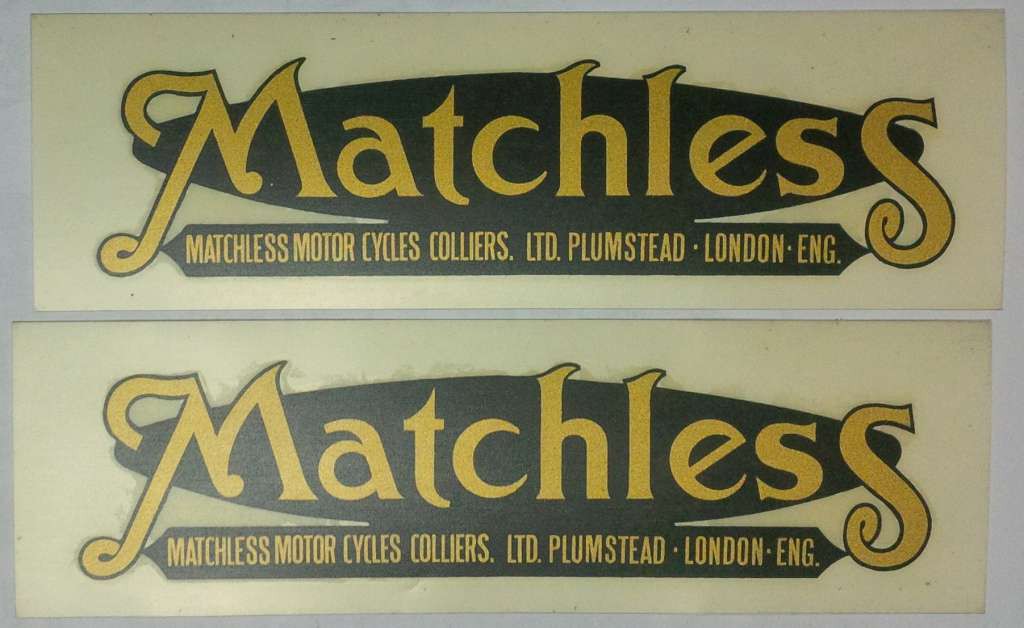 Matchless
MATCHLESS MOTOR CYCLES COLLIERS. LTD. PLUMSTEAD · LONDON · ENG.
Matchless
MATCHLESS MOTOR CYCLES COLLIERS. LTD. PLUMSTEAD · LONDON · ENG.